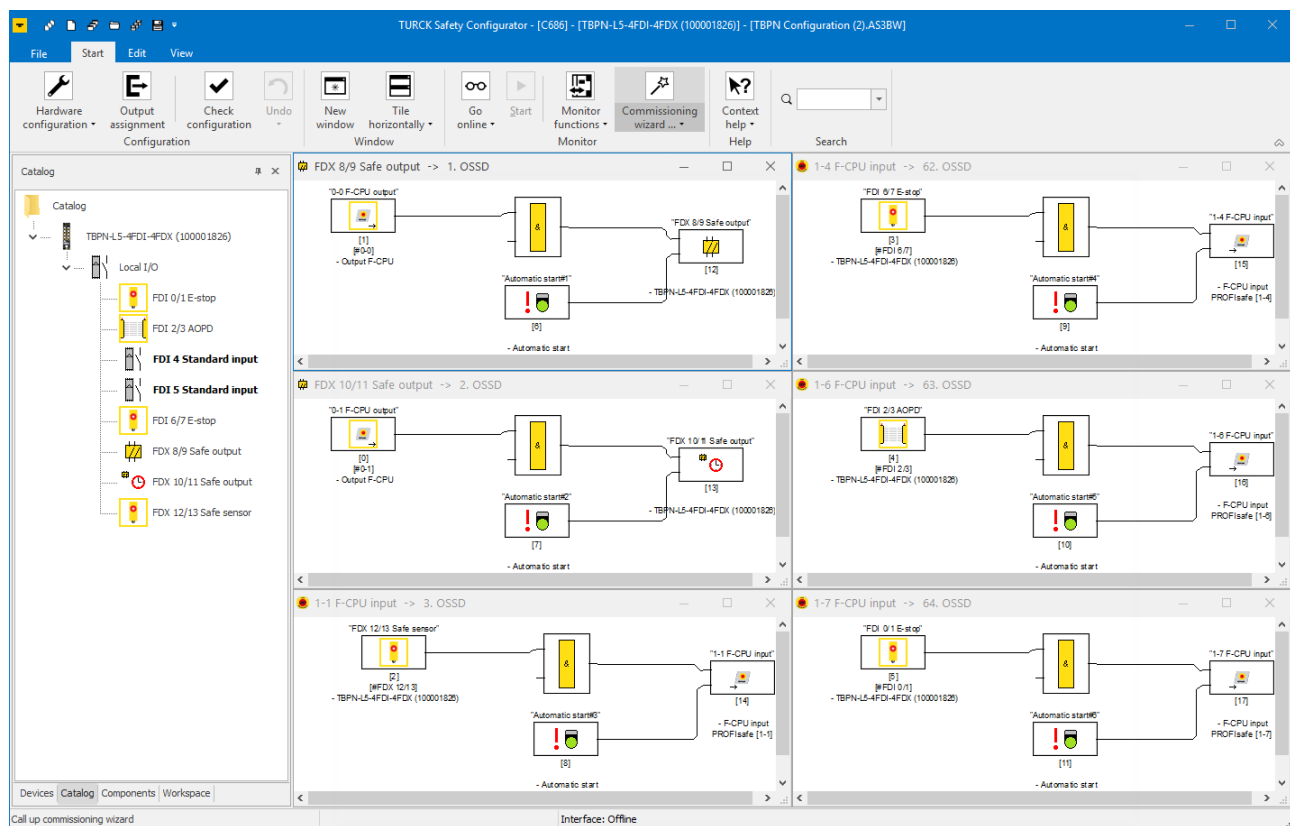 TURCK Safety Configurator - [C686] - [TBPN-L5-4FDI-4FDX (100001826)] - [TBPN Configuration (2).AS3BW]
File Start Edit View
Hardware configuration
Output assignment
Check configuration
Undo
Configuration
New window
Tile horizontally
Window
Go online
Start
Monitor functions
Commissioning wizard ...
Monitor
Context help
Help
Search
Catalog
Catalog
TBPN-L5-4FDI-4FDX (100001826)
Local I/O
FDI 0/1 E-stop
FDI 2/3 AOPD
FDI 4 Standard input
FDI 5 Standard input
FDI 6/7 E-stop
FDX 8/9 Safe output
FDX 10/11 Safe output
FDX 12/13 Safe sensor
Devices Catalog Components Workspace
FDX 8/9 Safe output -> 1. OSSD
"0-0 F-CPU output"
[1]
[#0-0]
- Output F-CPU
&
"FDX 8/9 Safe output"
[12]
- TBPN-L5-4FDI-4FDX (100001826)
"Automatic start#1"
[6]
- Automatic start
1-4 F-CPU input -> 62. OSSD
"FDI 6/7 E-stop"
[3]
[#FDI 6/7]
- TBPN-L5-4FDI-4FDX (100001826)
&
"1-4 F-CPU input"
[15]
- F-CPU input
PROFIsafe [1-4]
"Automatic start#4"
[9]
- Automatic start
FDX 10/11 Safe output -> 2. OSSD
"0-1 F-CPU output"
[0]
[#0-1]
- Output F-CPU
&
"FDX 10/11 Safe output"
[13]
- TBPN-L5-4FDI-4FDX (100001826)
"Automatic start#2"
[7]
- Automatic start
1-6 F-CPU input -> 63. OSSD
"FDI 2/3 AOPD"
[4]
[#FDI 2/3]
- TBPN-L5-4FDI-4FDX (100001826)
&
"1-6 F-CPU input"
[16]
- F-CPU input
PROFIsafe [1-6]
"Automatic start#5"
[10]
- Automatic start
1-1 F-CPU input -> 3. OSSD
"FDX 12/13 Safe sensor"
[2]
[#FDX 12/13]
- TBPN-L5-4FDI-4FDX (100001826)
&
"1-1 F-CPU input"
[14]
- F-CPU input
PROFIsafe [1-1]
"Automatic start#3"
[8]
- Automatic start
1-7 F-CPU input -> 64. OSSD
"FDI 0/1 E-stop"
[5]
[#FDI 0/1]
- TBPN-L5-4FDI-4FDX (100001826)
&
"1-7 F-CPU input"
[17]
- F-CPU input
PROFIsafe [1-7]
"Automatic start#6"
[11]
- Automatic start
Call up commissioning wizard
Interface: Offline